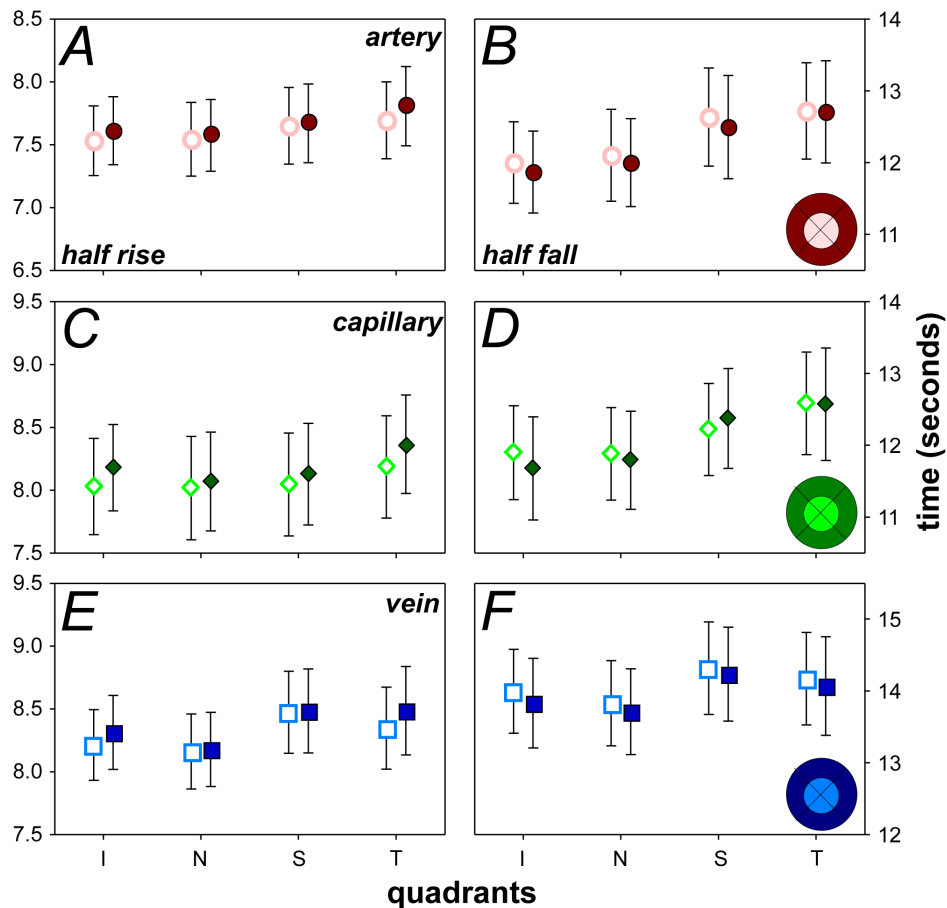 A
artery
half rise
8.5
8.0
7.5
7.0
6.5
B
half fall
14
13
12
11
C
capillary
9.5
9.0
8.5
8.0
7.5
D
14
13
12
11
E
vein
9.5
9.0
8.5
8.0
7.5
I N S T
F
15
14
13
12
I N S T
time (seconds)
quadrants